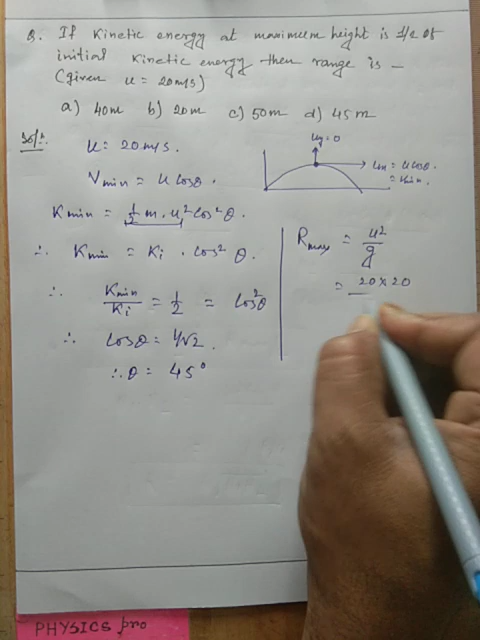 Q. If Kinetic energy at maximum height is 1/2 of
initial Kinetic energy then range is –
(given u = 20m/s)
a) 40m b) 20m c) 50m d) 45m
Sol:
u = 20m/s.
Vmin = u cosθ.
Kmin = 1/2 m. u² cos² θ.
∴ Kmin = Ki . cos² θ.
∴ Kmin/Ki = 1/2 = cos²θ
∴ cosθ = 1/√2.
∴ θ = 45°
uy = 0
= u cosθ.
= Vmin.
Rmax = u²/g
= 20 × 20
PHYSICS pro